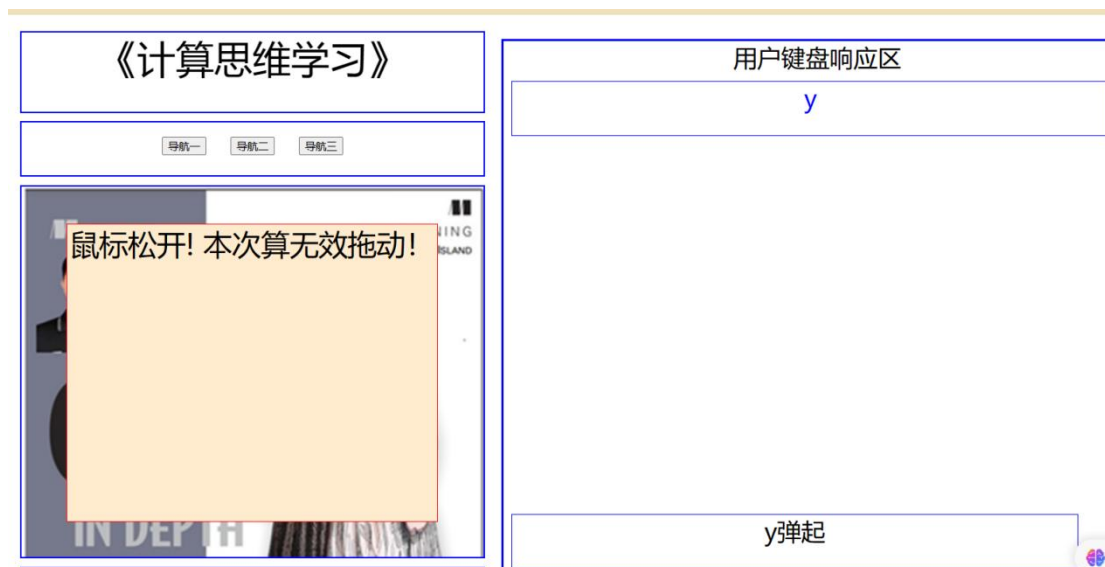 《计算思维学习》
导航一 导航二 导航三
NING
ISLAND
鼠标松开! 本次算无效拖动!
IN DEPTH
用户键盘响应区
y
y弹起